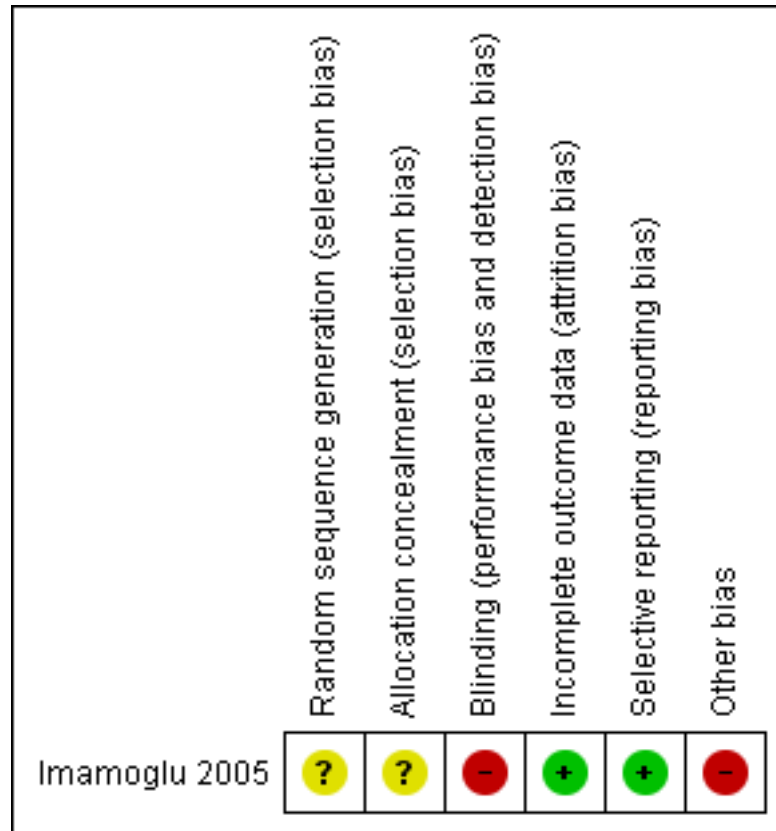 Random sequence generation (selection bias)
Allocation concealment (selection bias)
Blinding (performance bias and detection bias)
Incomplete outcome data (attrition bias)
Selective reporting (reporting bias)
Other bias
Imamoglu 2005 ? ? - + + -